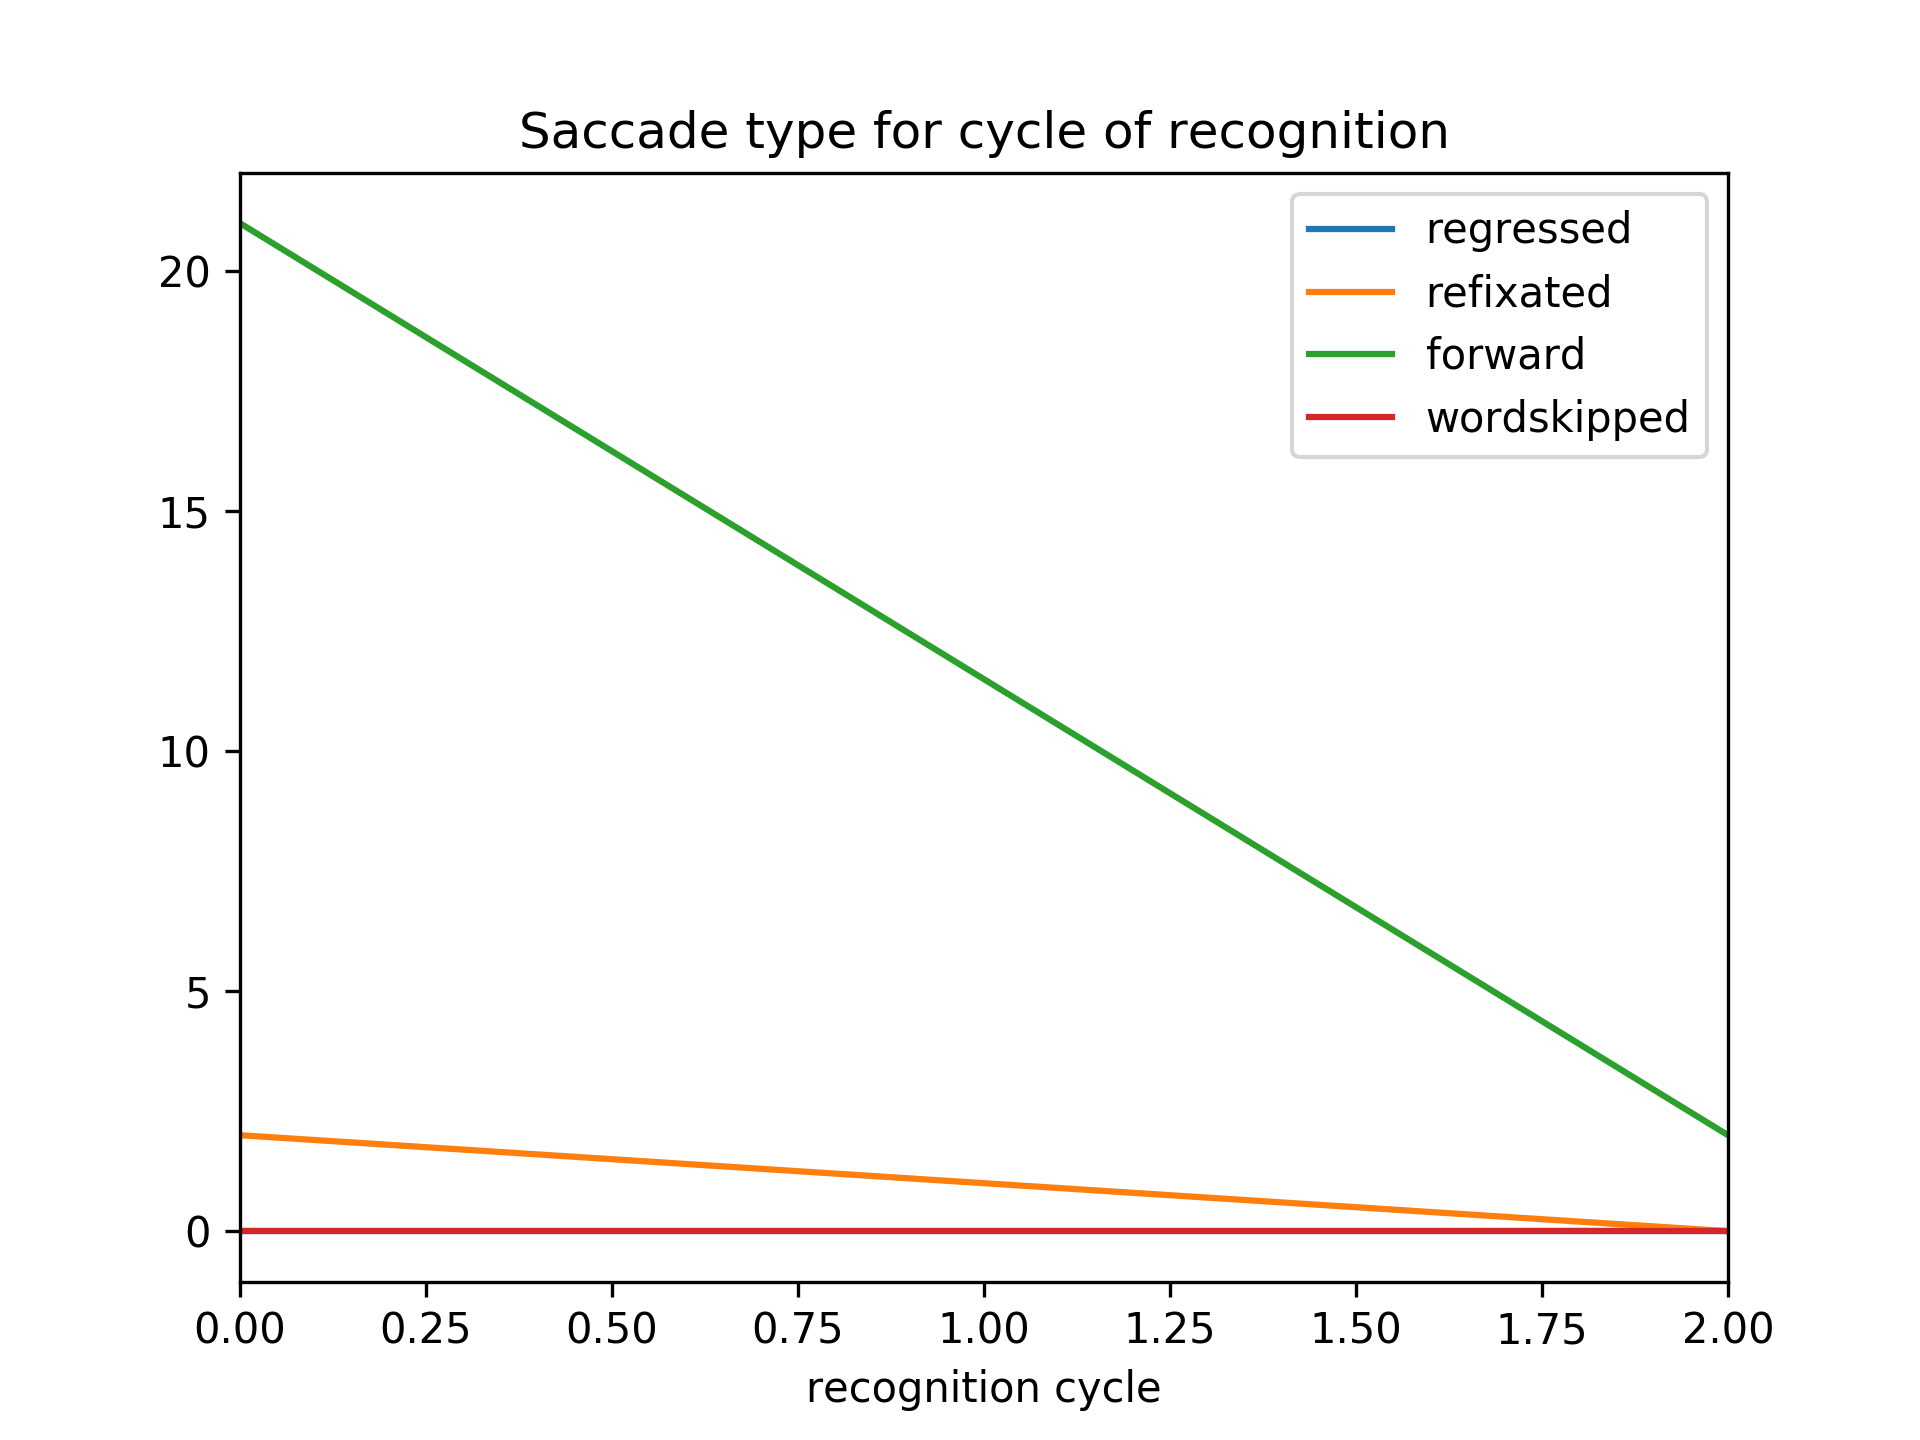 Saccade type for cycle of recognition
regressed
refixated
forward
wordskipped
20
15
10
5
0
0.00 0.25 0.50 0.75 1.00 1.25 1.50 1.75 2.00
recognition cycle